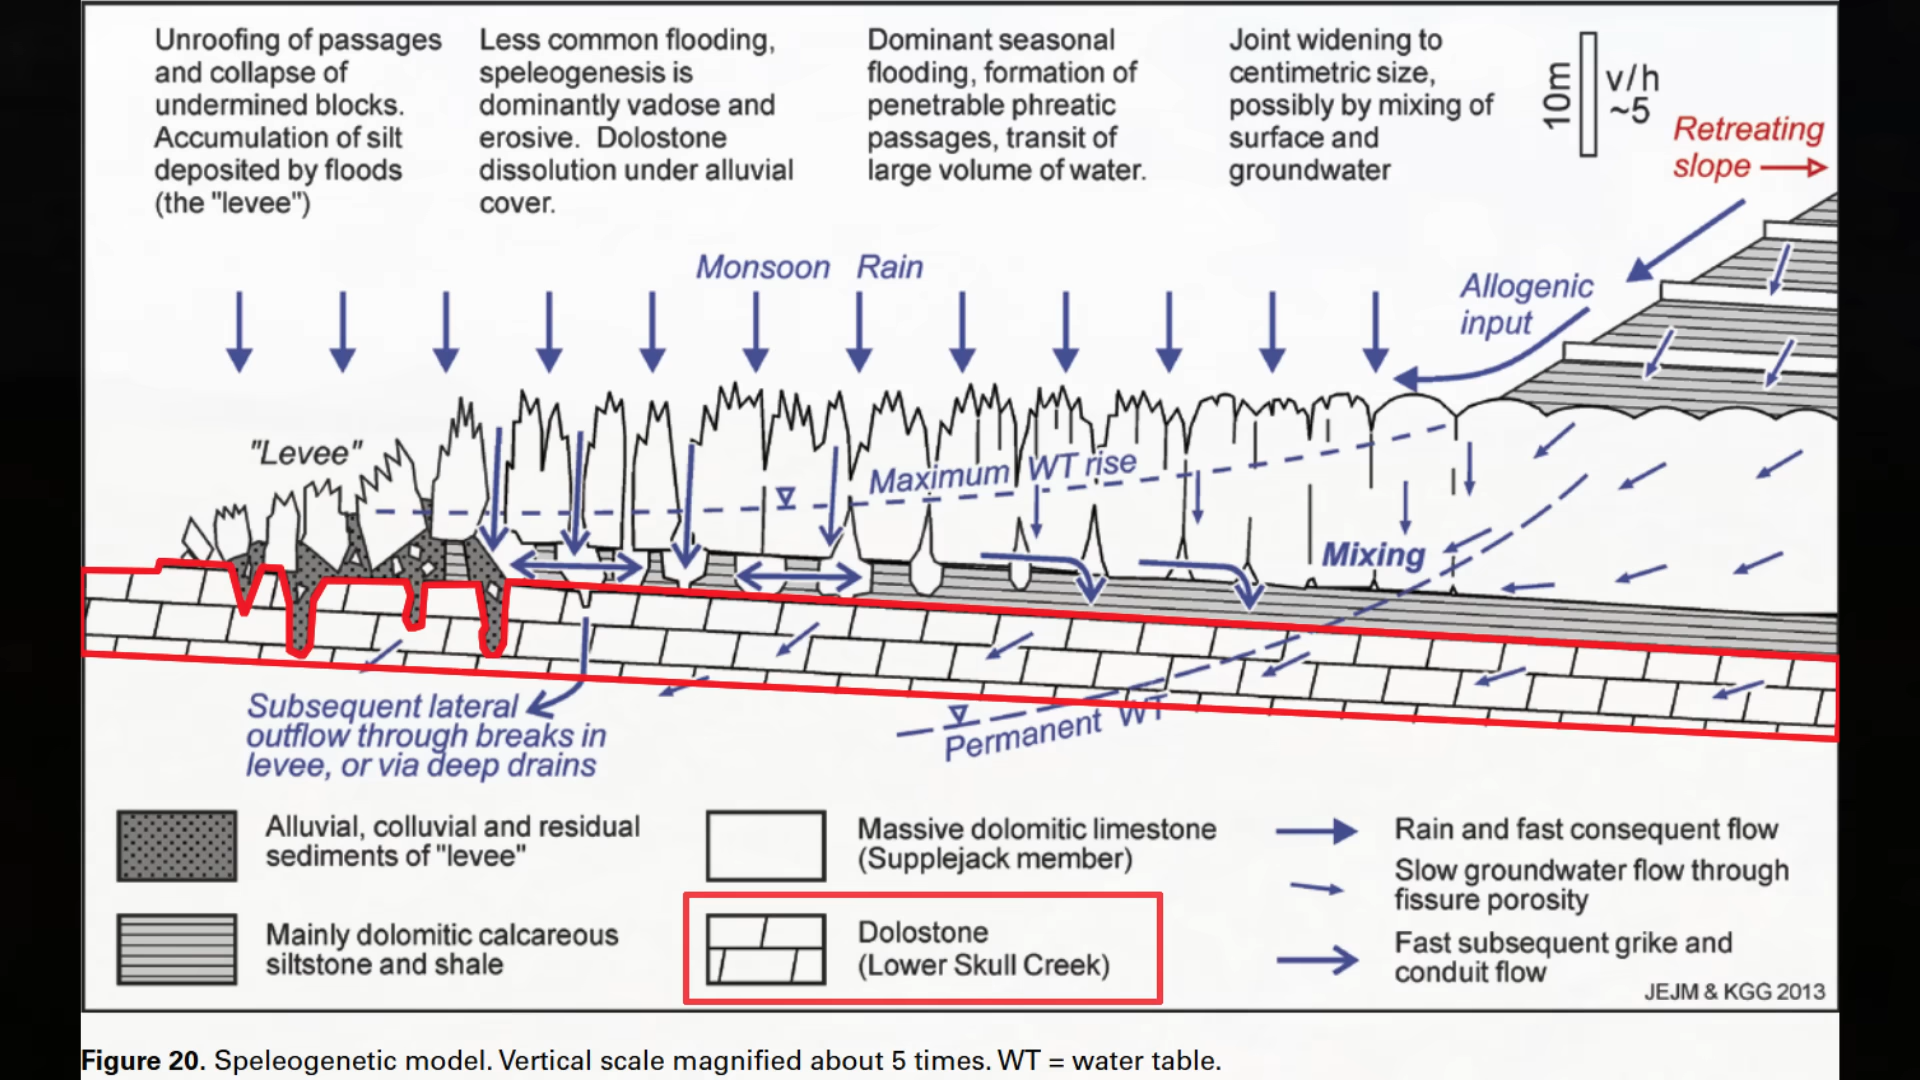 Unroofing of passages
and collapse of
undermined blocks.
Accumulation of silt
deposited by floods
(the "levee")
Less common flooding,
speleogenesis is
dominantly vadose and
erosive. Dolostone
dissolution under alluvial
cover.
Dominant seasonal
flooding, formation of
penetrable phreatic
passages, transit of
large volume of water.
Joint widening to
centimetric size,
possibly by mixing of
surface and
groundwater
10m
v/h
~5
Retreating
slope
Monsoon Rain
Allogenic
input
"Levee"
Maximum WT rise
Mixing
Subsequent lateral
outflow through breaks in
levee, or via deep drains
Permanent WT
Alluvial, colluvial and residual
sediments of "levee"
Mainly dolomitic calcareous
siltstone and shale
Massive dolomitic limestone
(Supplejack member)
Dolostone
(Lower Skull Creek)
Rain and fast consequent flow
Slow groundwater flow through
fissure porosity
Fast subsequent grike and
conduit flow
JEJM & KGG 2013
Figure 20. Speleogenetic model. Vertical scale magnified about 5 times. WT = water table.